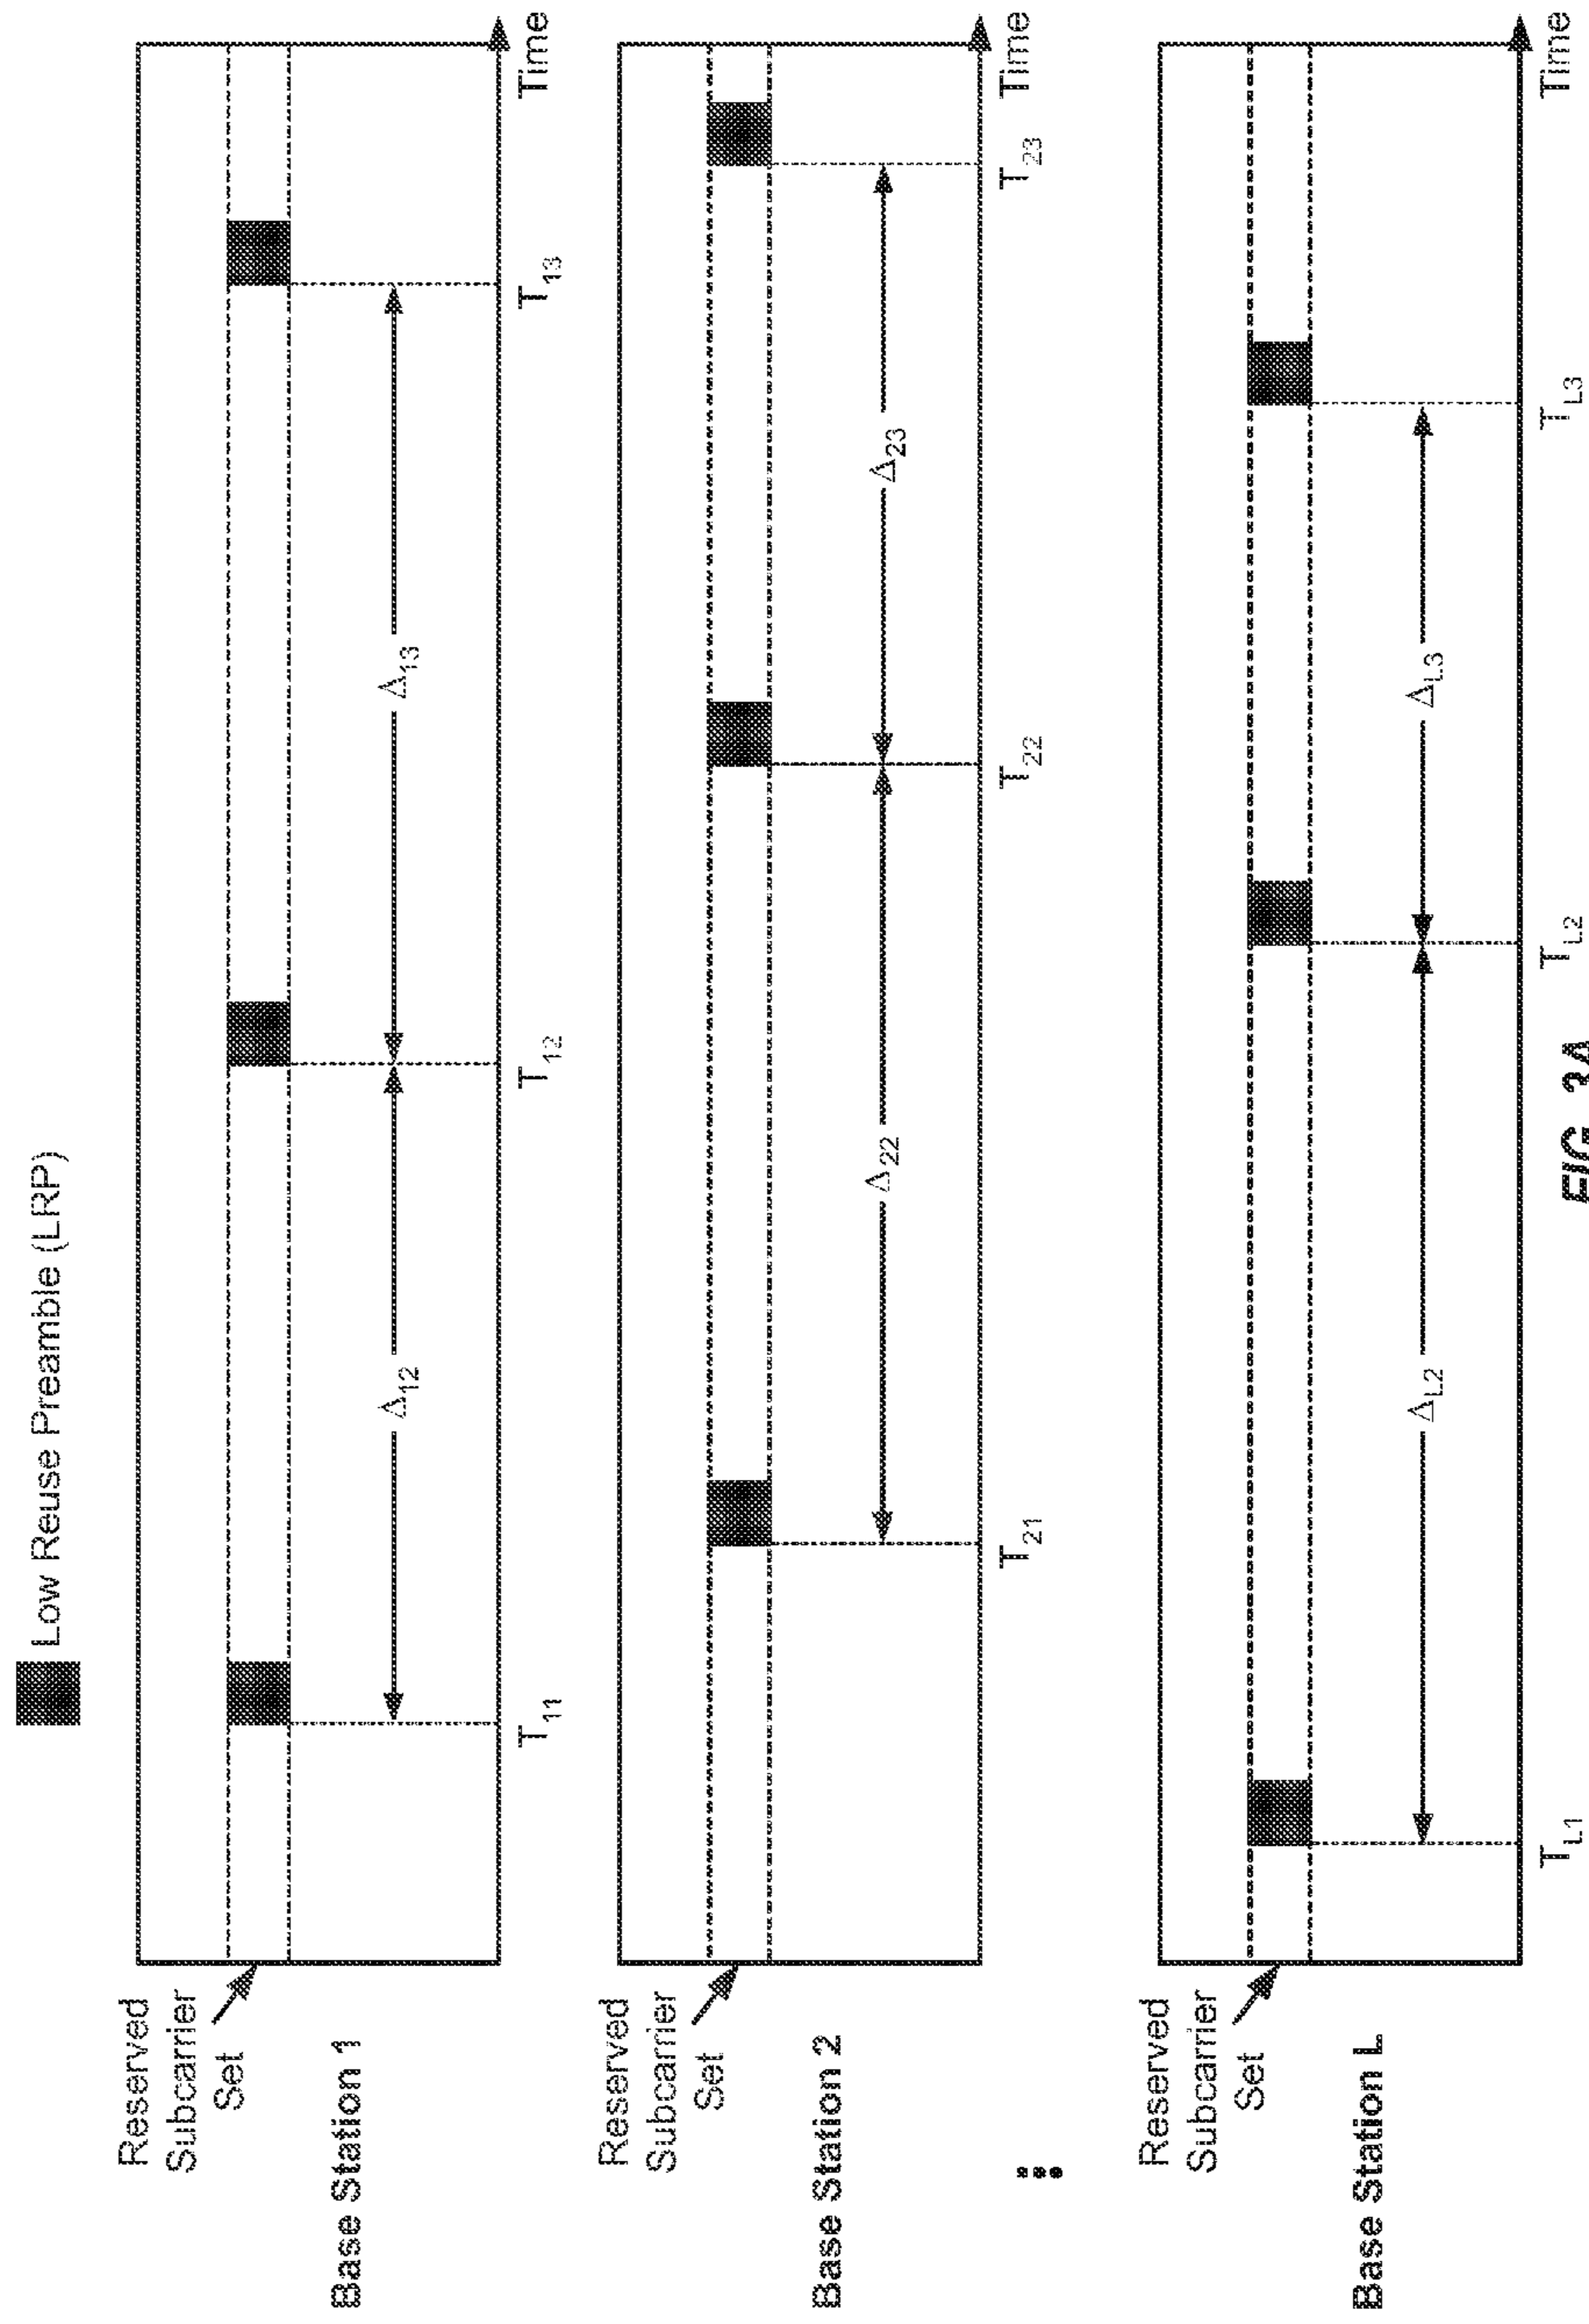 Low Reuse Preamble (LRP)
Reserved
Subcarrier
Set
Base Station 1
Δ12
Δ13
T11
T12
T13
Time
Reserved
Subcarrier
Set
Base Station 2
Δ22
Δ23
T21
T22
T23
Time
Reserved
Subcarrier
Set
Base Station L
ΔL2
ΔL3
TL1
TL2
TL3
Time
FIG. 3A